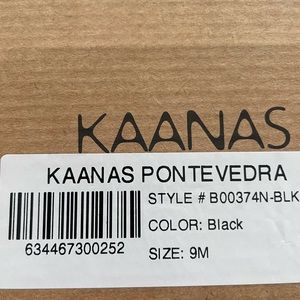 KAANAS
KAANAS PONTEVEDRA
STYLE # B00374N-BLK
COLOR: Black
634467300252
SIZE: 9M